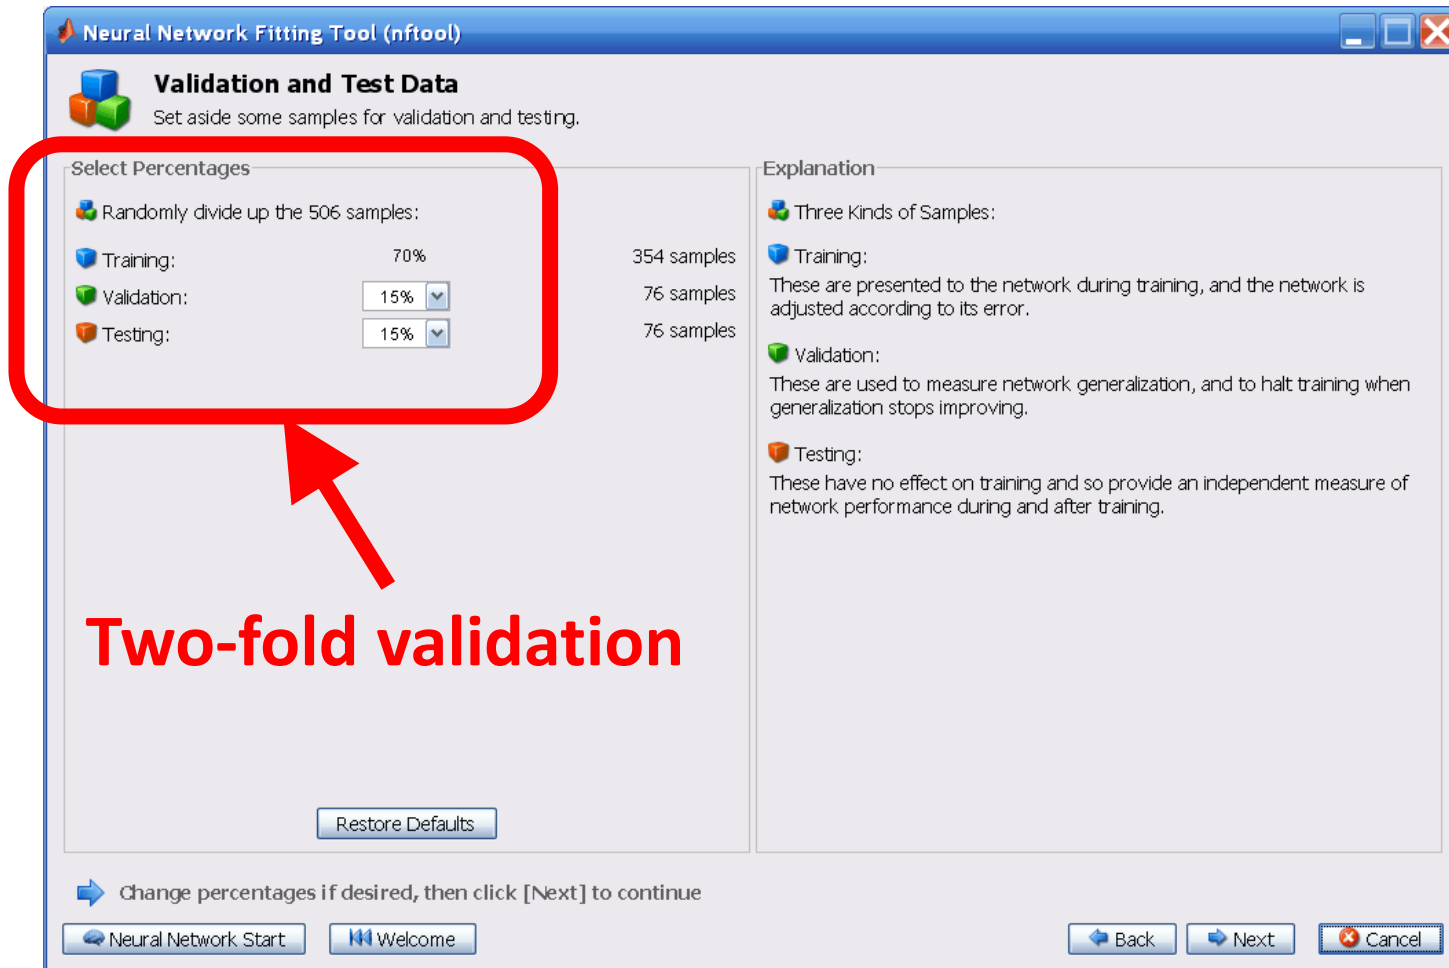 Neural Network Fitting Tool (nftool)
Validation and Test Data
Set aside some samples for validation and testing.
Select Percentages
Randomly divide up the 506 samples:
Training: 70% 354 samples
Validation: 15% 76 samples
Testing: 15% 76 samples
Two-fold validation
Restore Defaults
Explanation
Three Kinds of Samples:
Training:
These are presented to the network during training, and the network is
adjusted according to its error.
Validation:
These are used to measure network generalization, and to halt training when
generalization stops improving.
Testing:
These have no effect on training and so provide an independent measure of
network performance during and after training.
Change percentages if desired, then click [Next] to continue
Neural Network Start Welcome Back Next Cancel